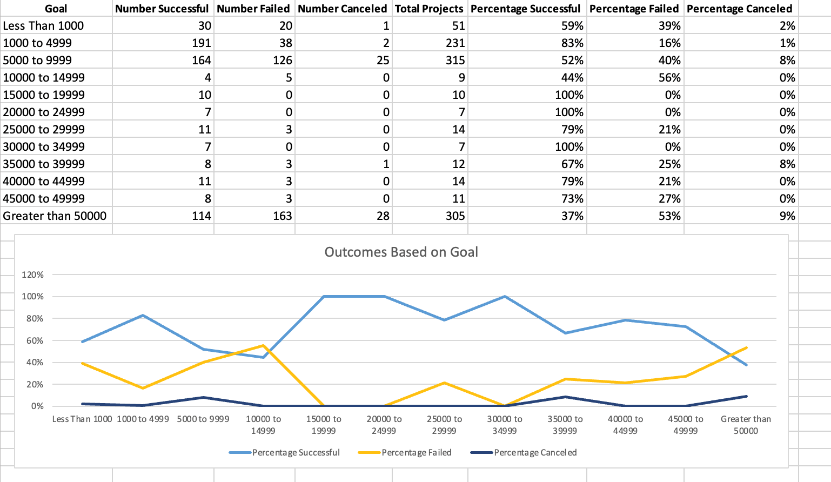 Goal Number Successful Number Failed Number Canceled Total Projects Percentage Successful Percentage Failed Percentage Canceled
Less Than 1000 30 20 1 51 59% 39% 2%
1000 to 4999 191 38 2 231 83% 16% 1%
5000 to 9999 164 126 25 315 52% 40% 8%
10000 to 14999 4 5 0 9 44% 56% 0%
15000 to 19999 10 0 0 10 100% 0% 0%
20000 to 24999 7 0 0 7 100% 0% 0%
25000 to 29999 11 3 0 14 79% 21% 0%
30000 to 34999 7 0 0 7 100% 0% 0%
35000 to 39999 8 3 1 12 67% 25% 8%
40000 to 44999 11 3 0 14 79% 21% 0%
45000 to 49999 8 3 0 11 73% 27% 0%
Greater than 50000 114 163 28 305 37% 53% 9%
Outcomes Based on Goal
120%
100%
80%
60%
40%
20%
0%
Less Than 1000 1000 to 4999 5000 to 9999 10000 to 15000 to 20000 to 25000 to 30000 to 35000 to 40000 to 45000 to Greater than
14999 19999 24999 29999 34999 39999 44999 49999 50000
Percentage Successful Percentage Failed Percentage Canceled